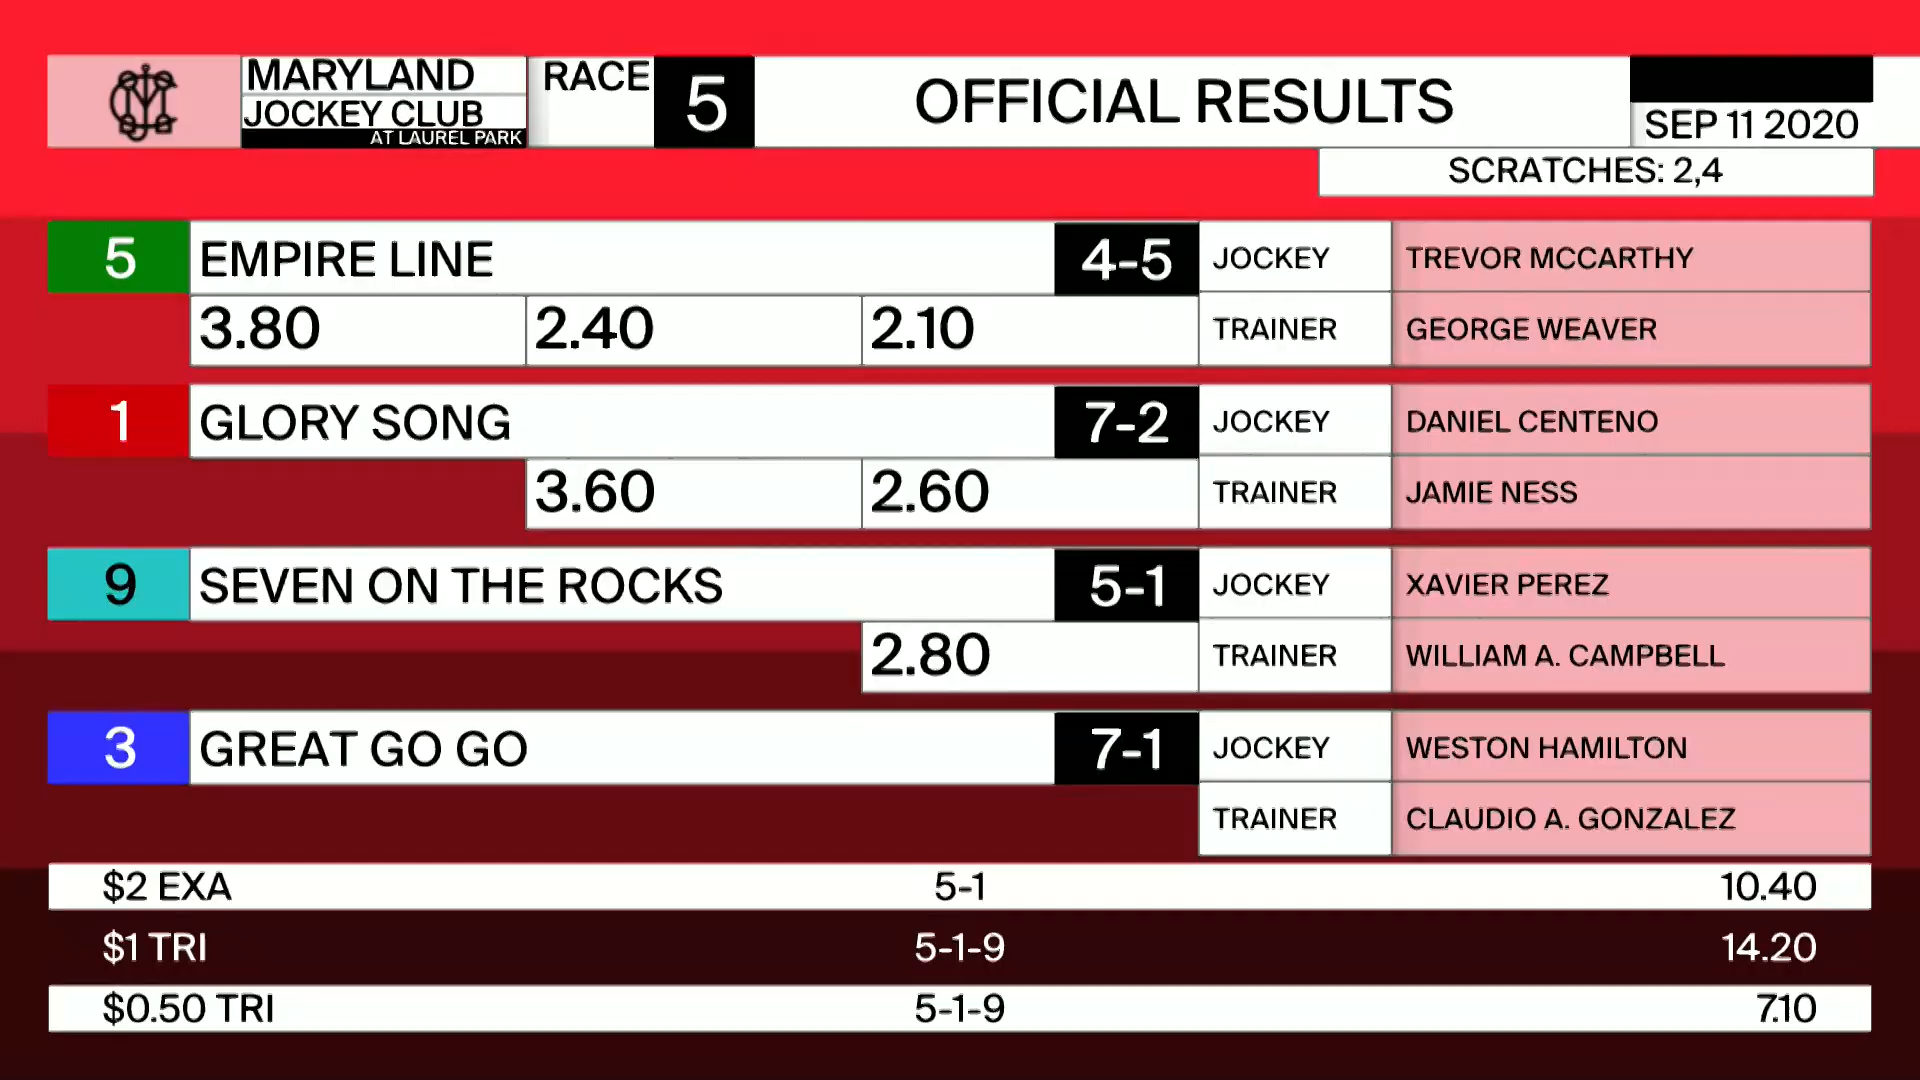 MARYLAND
JOCKEY CLUB
AT LAUREL PARK
RACE 5
OFFICIAL RESULTS
SEP 11 2020
SCRATCHES: 2,4
5 EMPIRE LINE 4-5 JOCKEY TREVOR MCCARTHY
3.80 2.40 2.10 TRAINER GEORGE WEAVER
1 GLORY SONG 7-2 JOCKEY DANIEL CENTENO
3.60 2.60 TRAINER JAMIE NESS
9 SEVEN ON THE ROCKS 5-1 JOCKEY XAVIER PEREZ
2.80 TRAINER WILLIAM A. CAMPBELL
3 GREAT GO GO 7-1 JOCKEY WESTON HAMILTON
TRAINER CLAUDIO A. GONZALEZ
$2 EXA 5-1 10.40
$1 TRI 5-1-9 14.20
$0.50 TRI 5-1-9 7.10